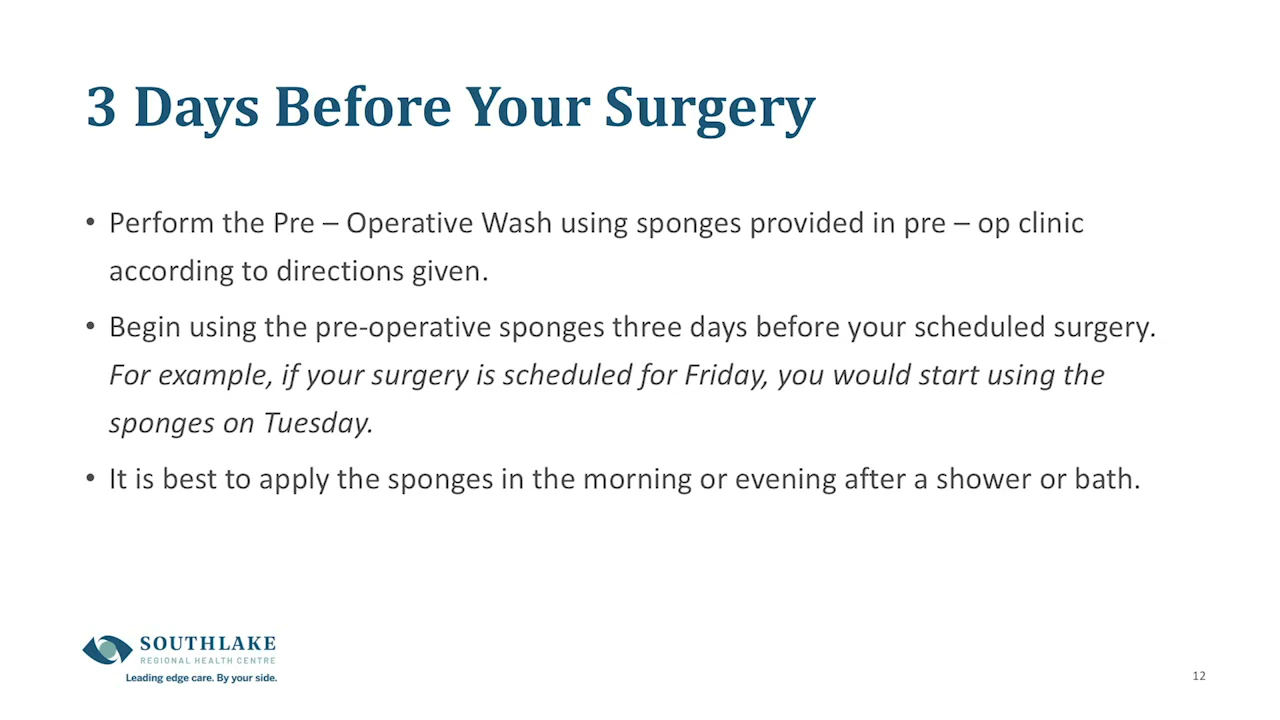 3 Days Before Your Surgery
• Perform the Pre – Operative Wash using sponges provided in pre – op clinic
according to directions given.
• Begin using the pre-operative sponges three days before your scheduled surgery.
For example, if your surgery is scheduled for Friday, you would start using the
sponges on Tuesday.
• It is best to apply the sponges in the morning or evening after a shower or bath.
SOUTHLAKE
REGIONAL HEALTH CENTRE
Leading edge care. By your side.
12